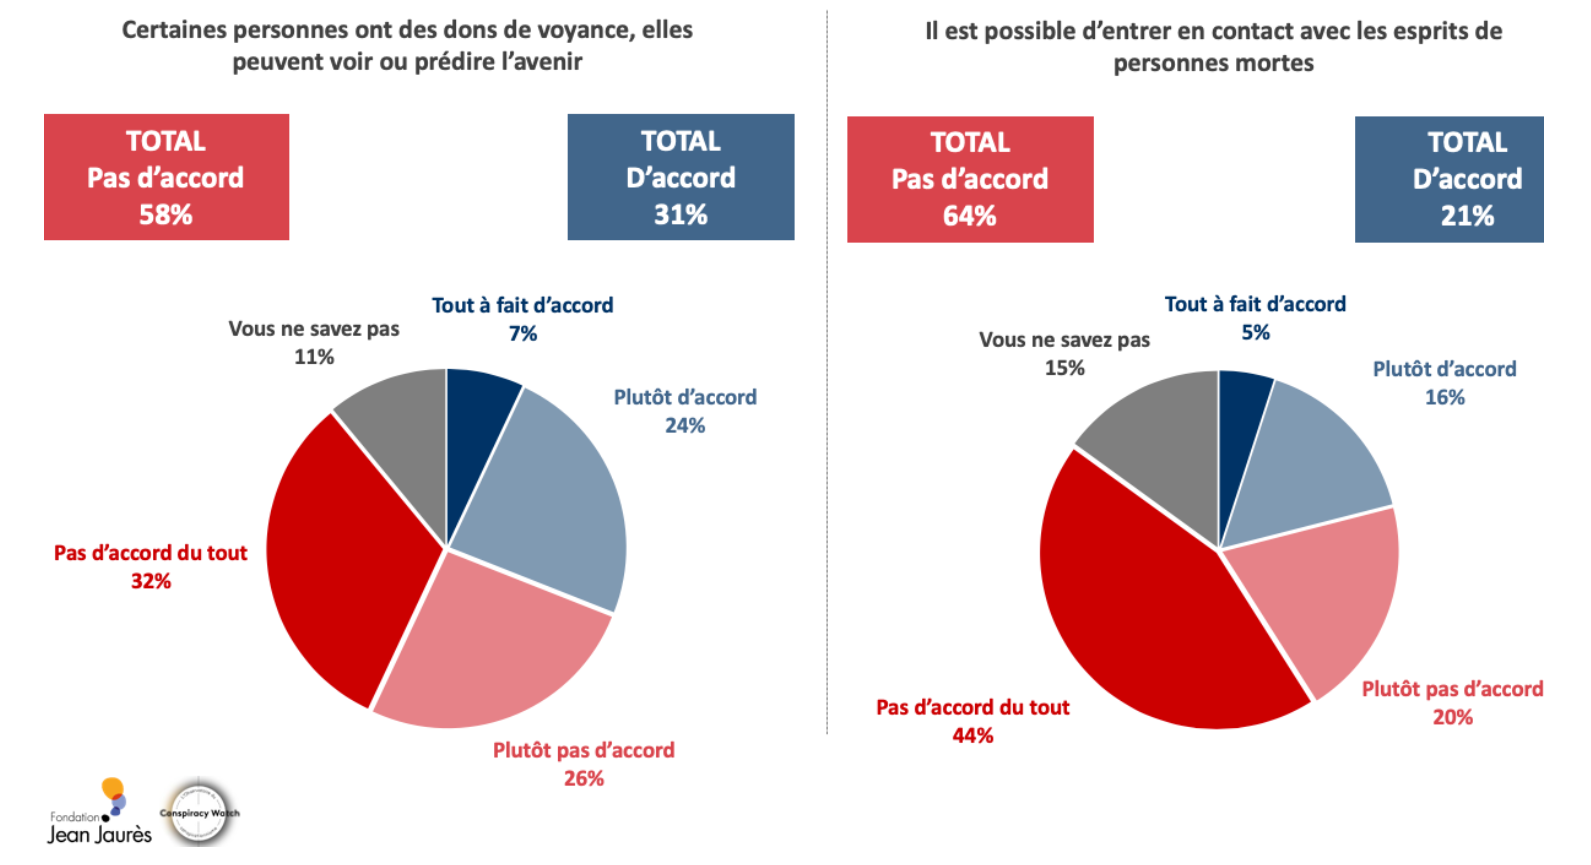 Certaines personnes ont des dons de voyance, elles
peuvent voir ou prédire l’avenir
TOTAL
Pas d’accord
58%
TOTAL
D’accord
31%
Tout à fait d’accord
7%
Vous ne savez pas
11%
Plutôt d’accord
24%
Pas d’accord du tout
32%
Plutôt pas d’accord
26%
Il est possible d’entrer en contact avec les esprits de
personnes mortes
TOTAL
Pas d’accord
64%
TOTAL
D’accord
21%
Tout à fait d’accord
5%
Vous ne savez pas
15%
Plutôt d’accord
16%
Pas d’accord du tout
44%
Plutôt pas d’accord
20%
Fondation
Jean Jaurès
Conspiracy Watch